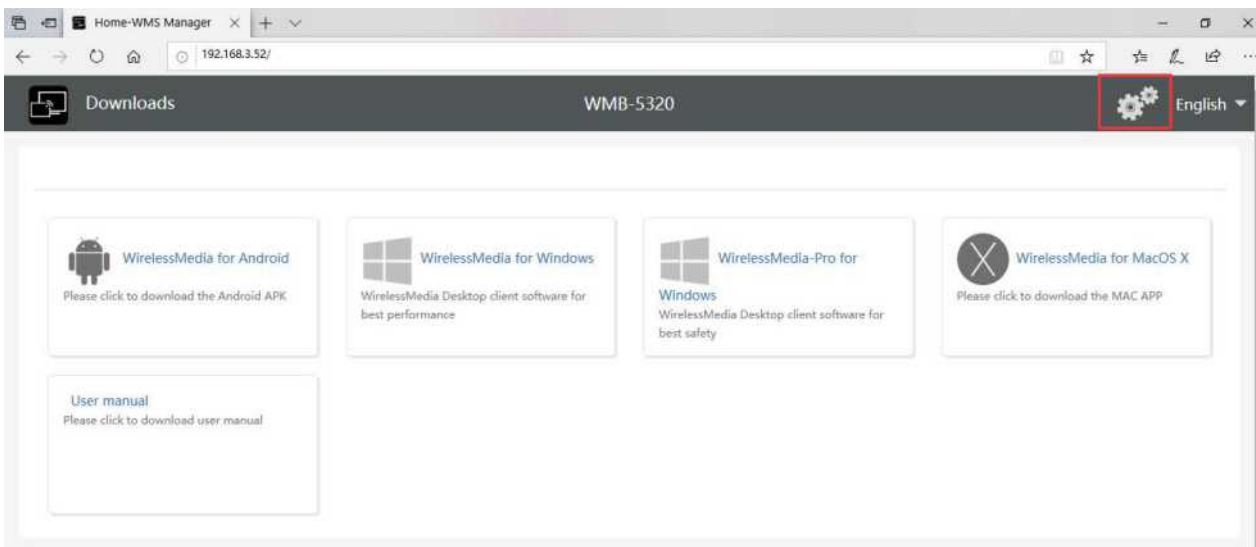 Home-WMS Manager
192.168.3.52/
Downloads
WMB-5320
English
WirelessMedia for Android
Please click to download the Android APK
WirelessMedia for Windows
WirelessMedia Desktop client software for
best performance
WirelessMedia-Pro for
Windows
WirelessMedia Desktop client software for
best safety
WirelessMedia for MacOS X
Please click to download the MAC APP
User manual
Please click to download user manual